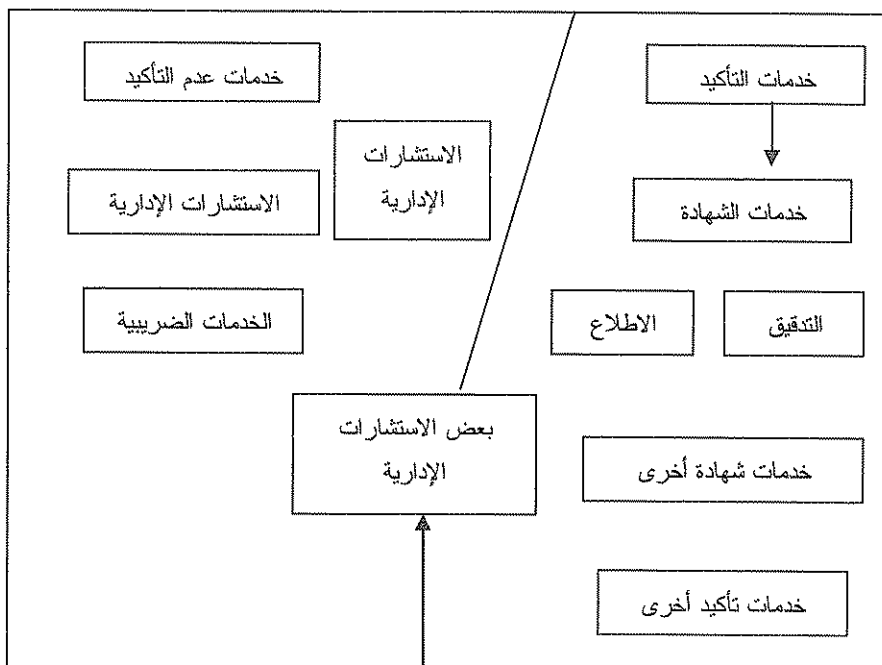 خدمات التأكيد
خدمات عدم التأكيد
الاستشارات
الإدارية
خدمات الشهادة
الاستشارات الإدارية
التدقيق
الاطلاع
الخدمات الضريبية
بعض الاستشارات
الإدارية
خدمات شهادة أخرى
خدمات تأكيد أخرى